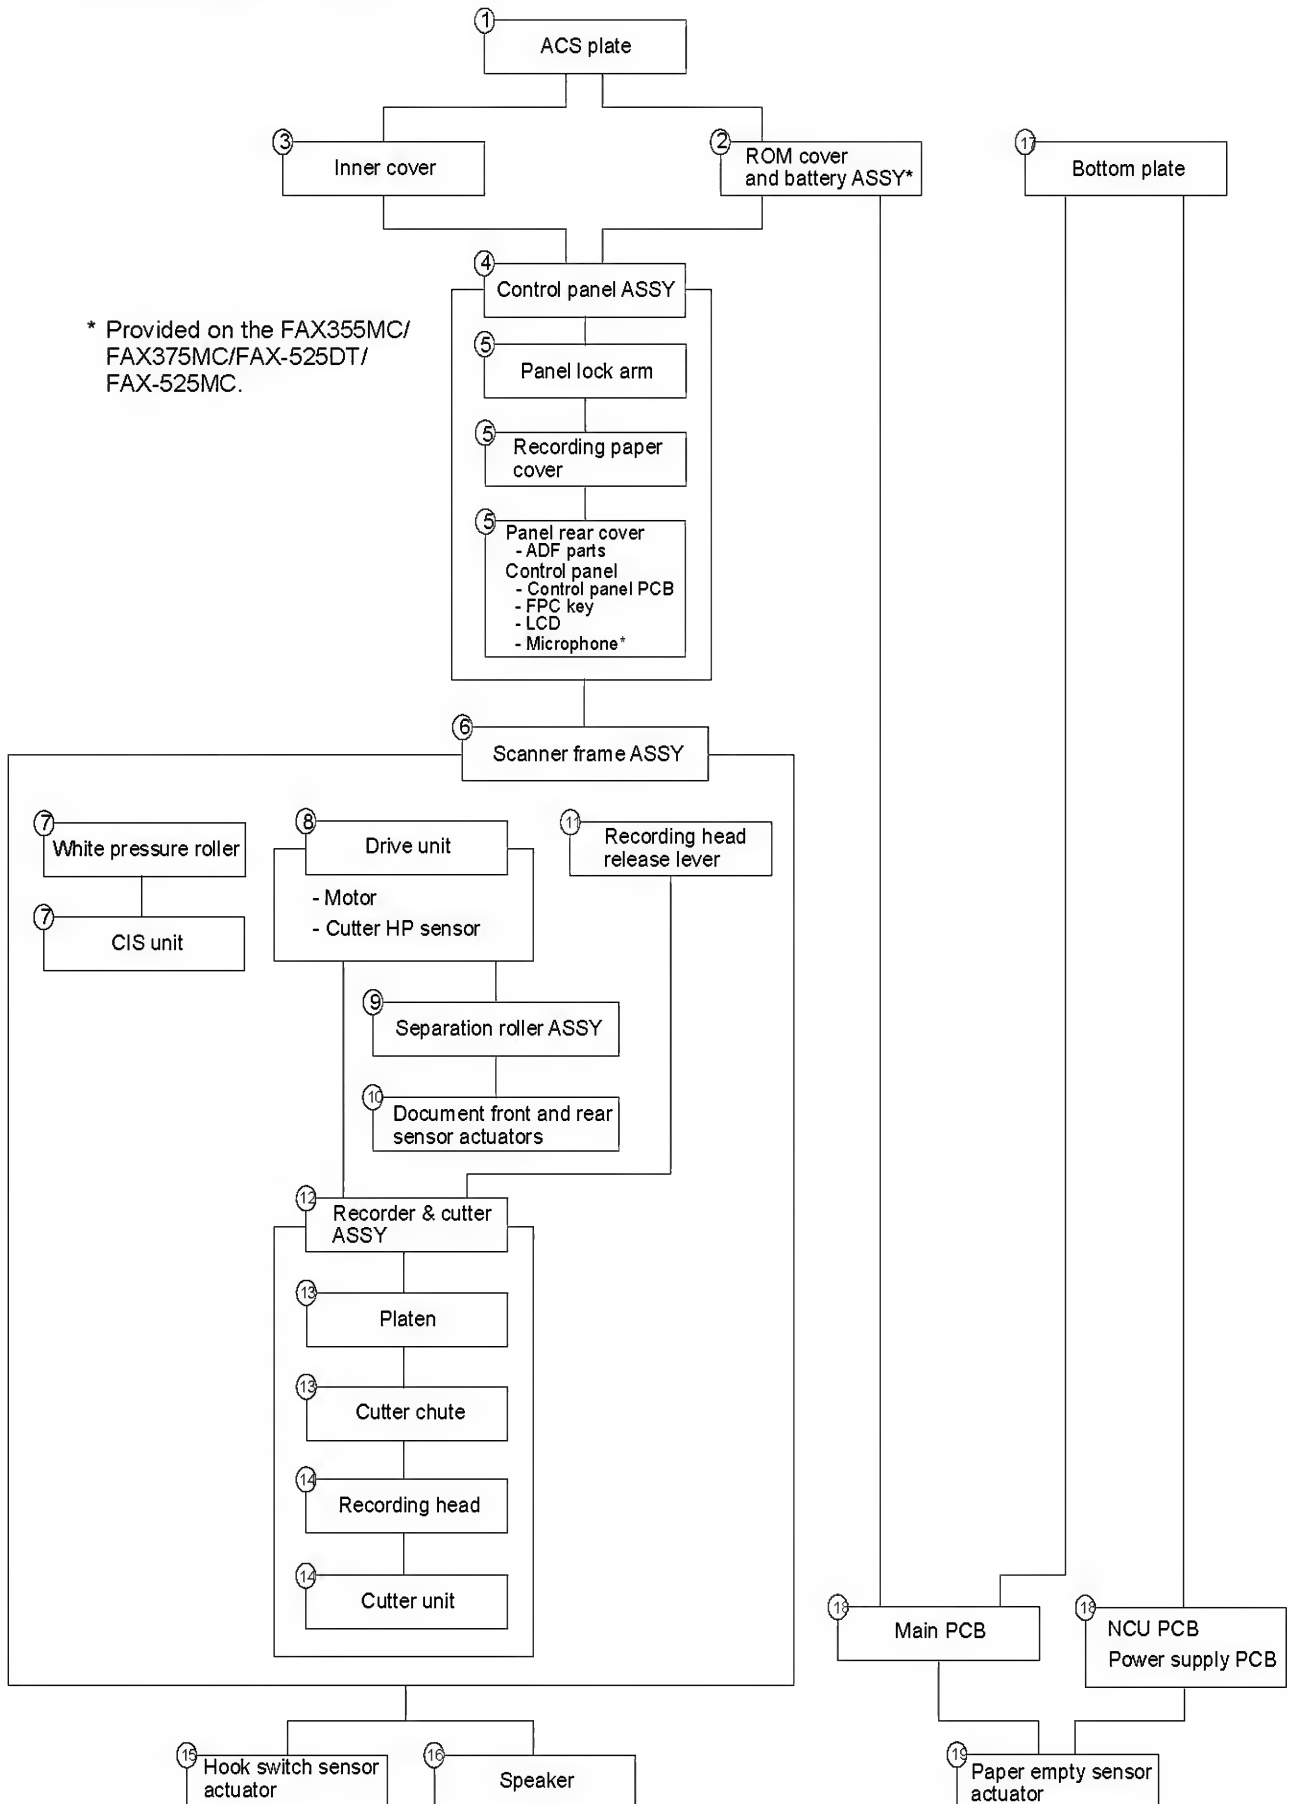 1
ACS plate
3
Inner cover
2
ROM cover
and battery ASSY*
17
Bottom plate
4
Control panel ASSY
* Provided on the FAX355MC/
FAX375MC/FAX-525DT/
FAX-525MC.
5
Panel lock arm
5
Recording paper
cover
5
Panel rear cover
- ADF parts
Control panel
- Control panel PCB
- FPC key
- LCD
- Microphone*
6
Scanner frame ASSY
7
White pressure roller
7
CIS unit
8
Drive unit
- Motor
- Cutter HP sensor
11
Recording head
release lever
9
Separation roller ASSY
10
Document front and rear
sensor actuators
12
Recorder & cutter
ASSY
13
Platen
13
Cutter chute
14
Recording head
14
Cutter unit
18
Main PCB
18
NCU PCB
Power supply PCB
15
Hook switch sensor
actuator
16
Speaker
19
Paper empty sensor
actuator